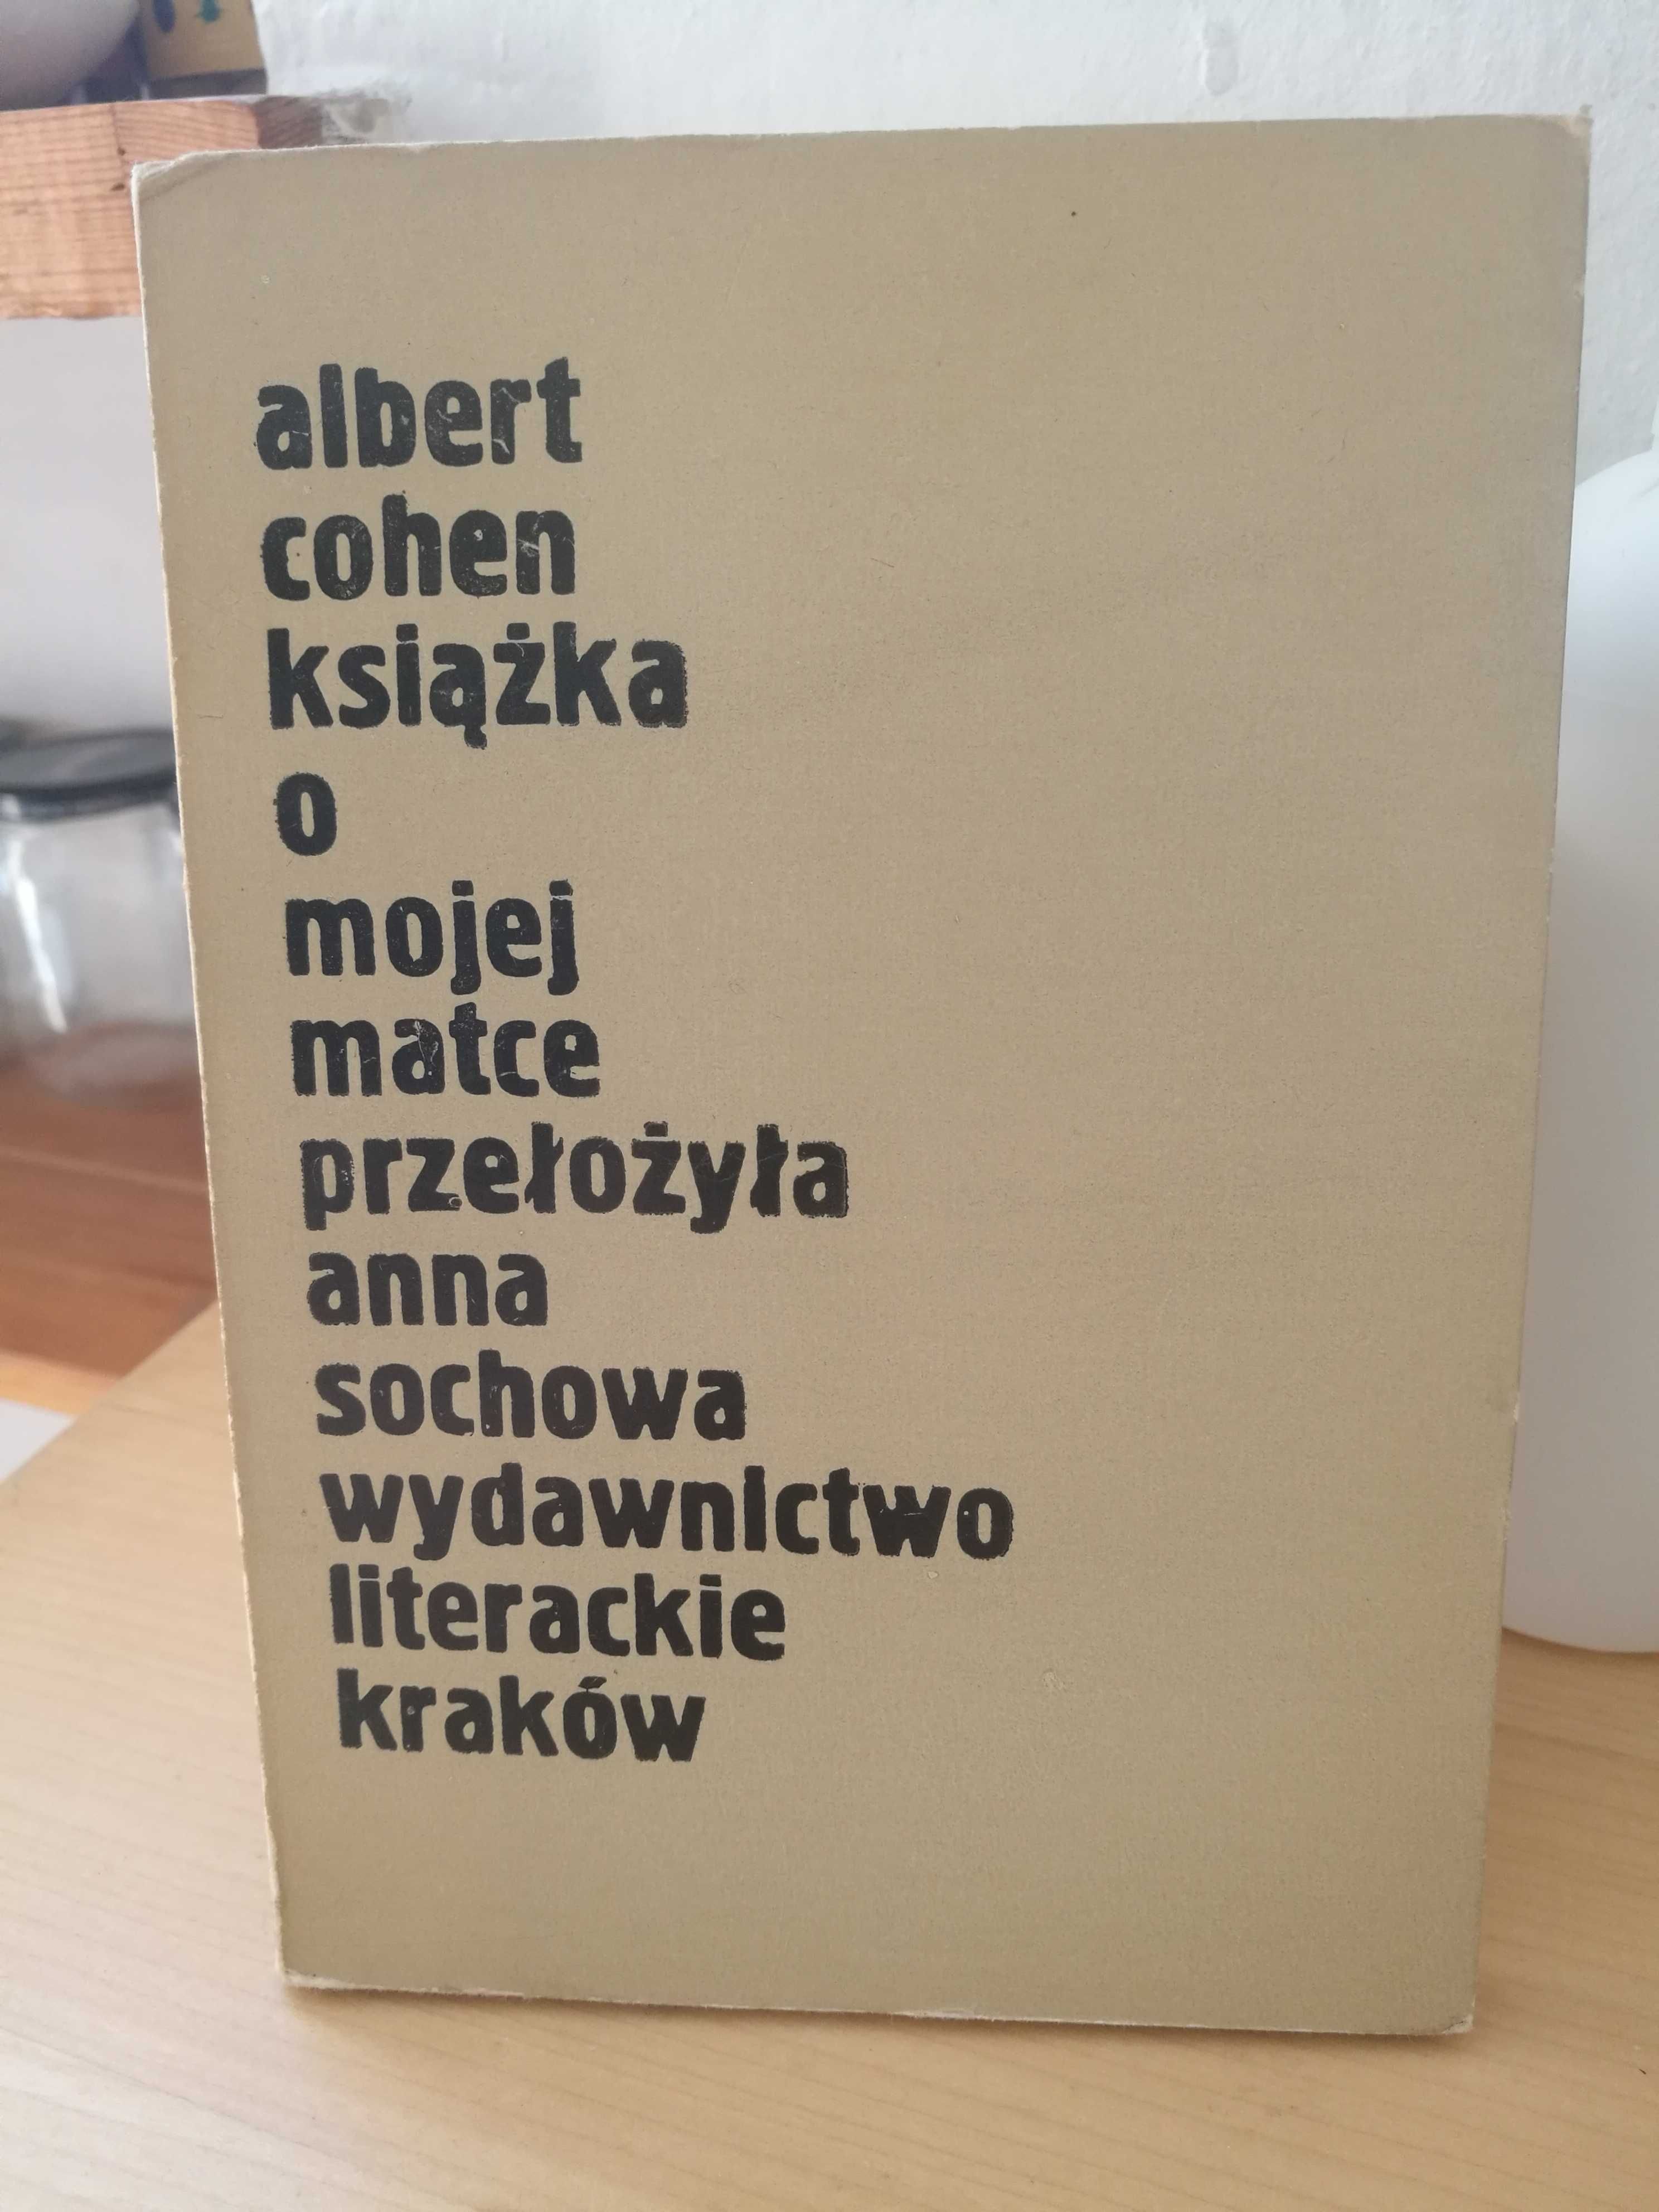 albert
cohen
książka
o
mojej
matce
przełożyła
anna
sochowa
wydawnictwo
literackie
kraków